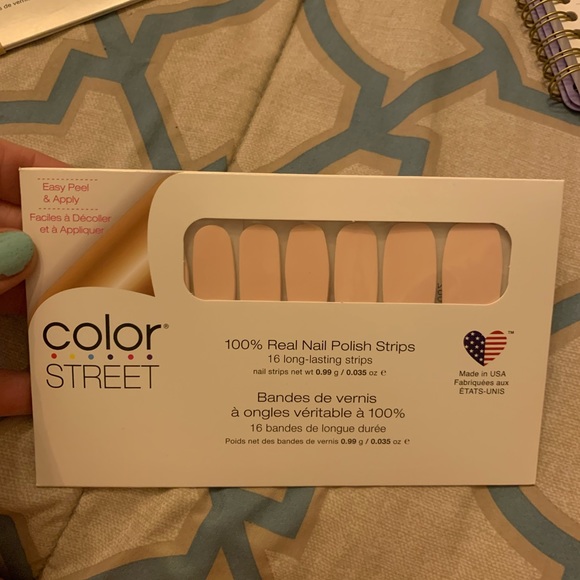 Easy Peel
& Apply
Faciles à Décoller
et à Appliquer
color®
STREET
100% Real Nail Polish Strips
16 long-lasting strips
nail strips net wt 0.99 g / 0.035 oz e
Bandes de vernis
à ongles véritable à 100%
16 bandes de longue durée
Poids net des bandes de vernis 0.99 g / 0.035 oz e
TM
Made in USA
Fabriquées aux
ÉTATS-UNIS